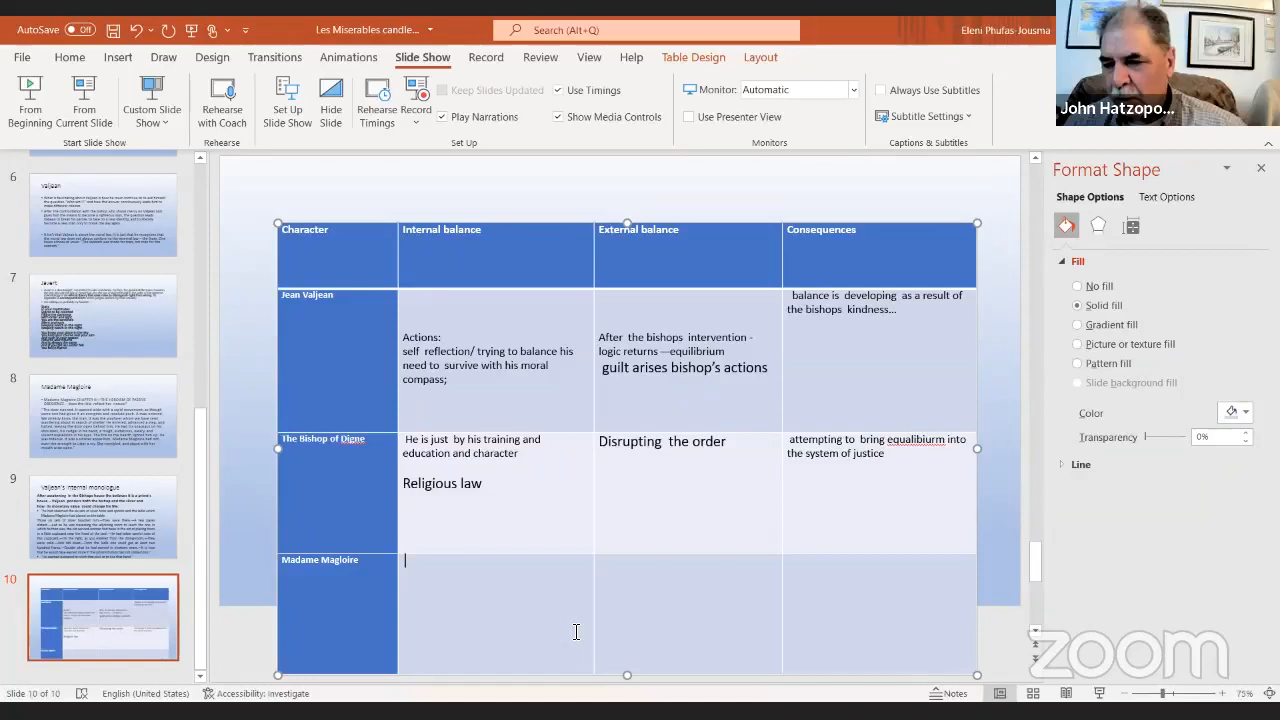 AutoSave Off
Les Miserables candle...
Search (Alt+Q)
Eleni Phufas-Jousma
File Home Insert Draw Design Transitions Animations Slide Show Record Review View Help Table Design Layout
From Beginning
From Current Slide
Custom Slide Show
Rehearse with Coach
Set Up Slide Show
Hide Slide
Rehearse Timings
Record
Keep Slides Updated
Play Narrations
Use Timings
Show Media Controls
Monitor: Automatic
Use Presenter View
Always Use Subtitles
Subtitle Settings
Start Slide Show
Rehearse
Set Up
Monitors
Captions & Subtitles
John Hatzopo...
6
Valjean
7
Javert
8
Madame Magloire
9
Valjean's internal monologue
10
Character Internal balance External balance Consequences
Jean Valjean
Actions:
self reflection/ trying to balance his
need to survive with his moral
compass;
After the bishops intervention -
logic returns —equilibrium
guilt arises bishop's actions
balance is developing as a result of
the bishops kindness...
The Bishop of Digne
He is just by his training and
education and character
Religious law
Disrupting the order
attempting to bring equalibiurm into
the system of justice
Madame Magloire
Format Shape
Shape Options Text Options
Fill
No fill
Solid fill
Gradient fill
Picture or texture fill
Pattern fill
Slide background fill
Color
Transparency 0%
Line
zoom
Slide 10 of 10 English (United States) Accessibility: Investigate Notes 75%